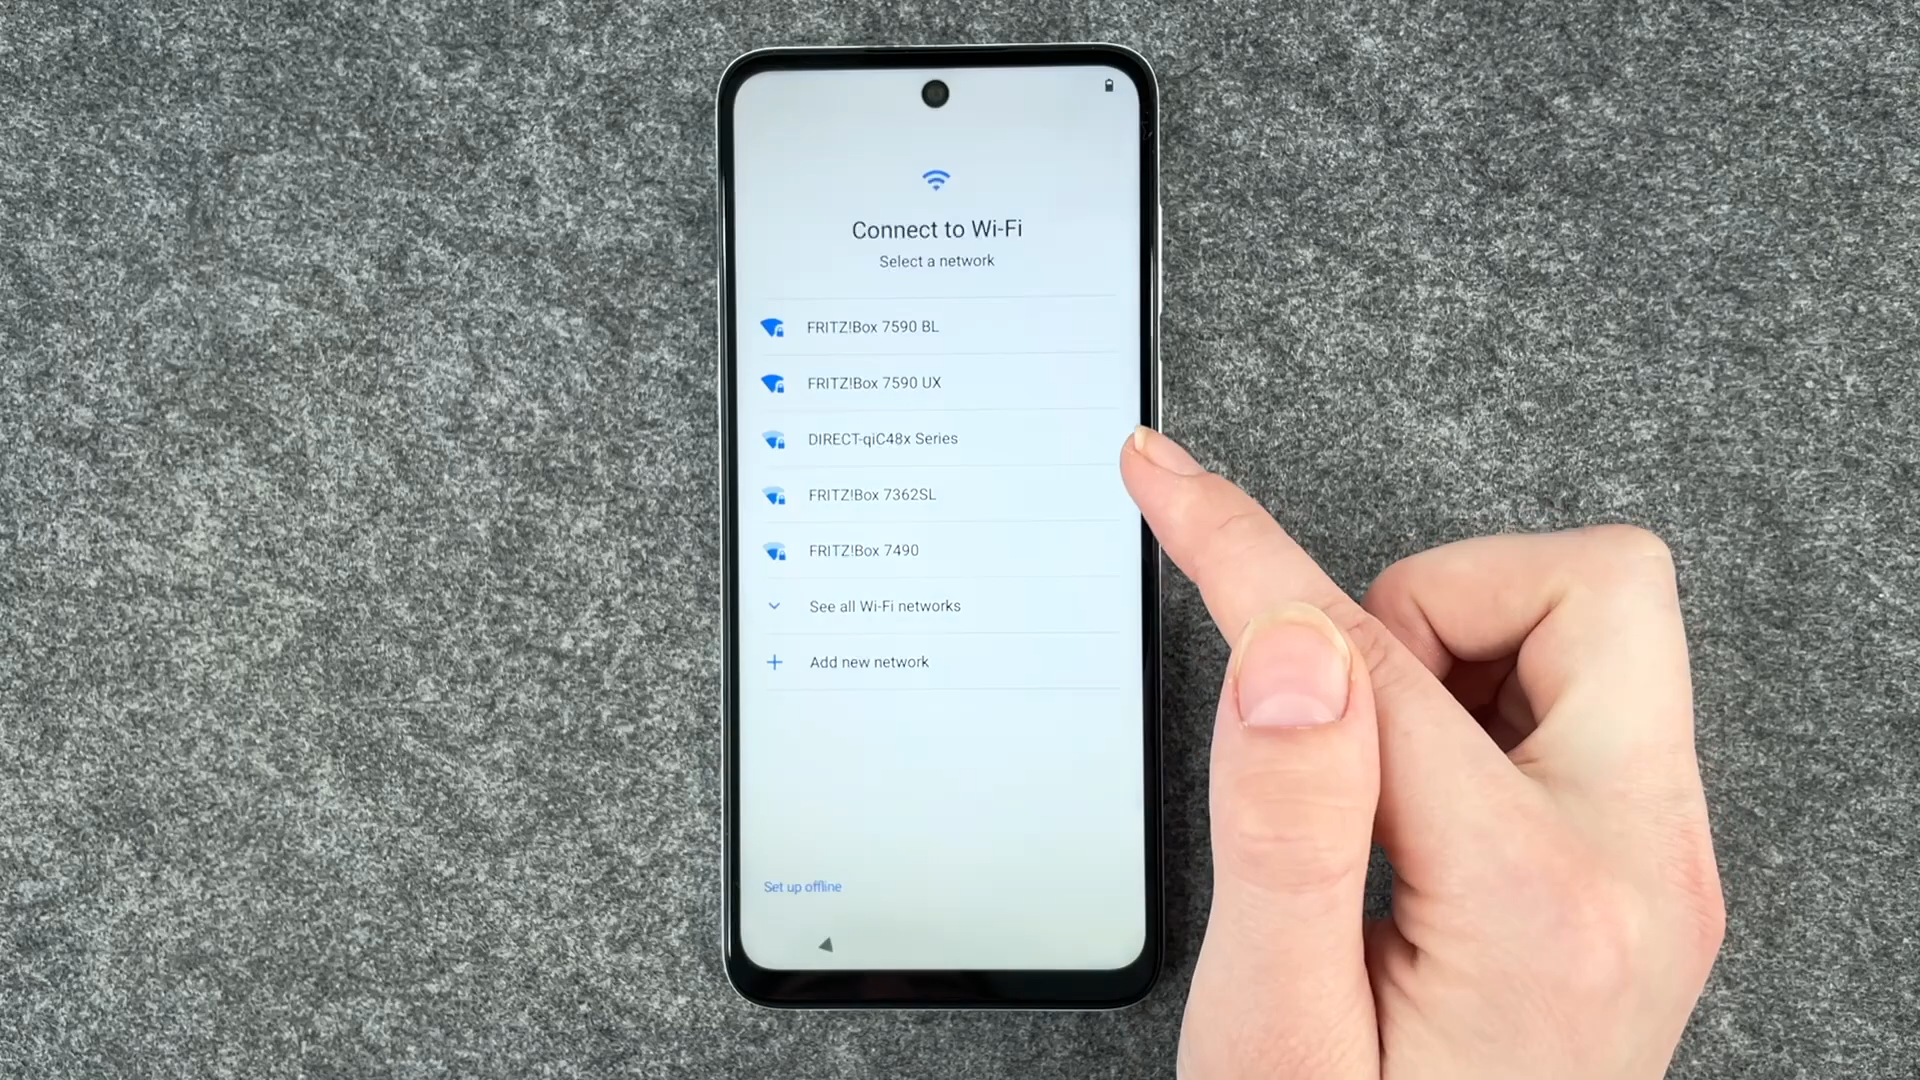 Connect to Wi-Fi
Select a network
FRITZ!Box 7590 BL
FRITZ!Box 7590 UX
DIRECT-qiC48x Series
FRITZ!Box 7362SL
FRITZ!Box 7490
See all Wi-Fi networks
Add new network
Set up offline